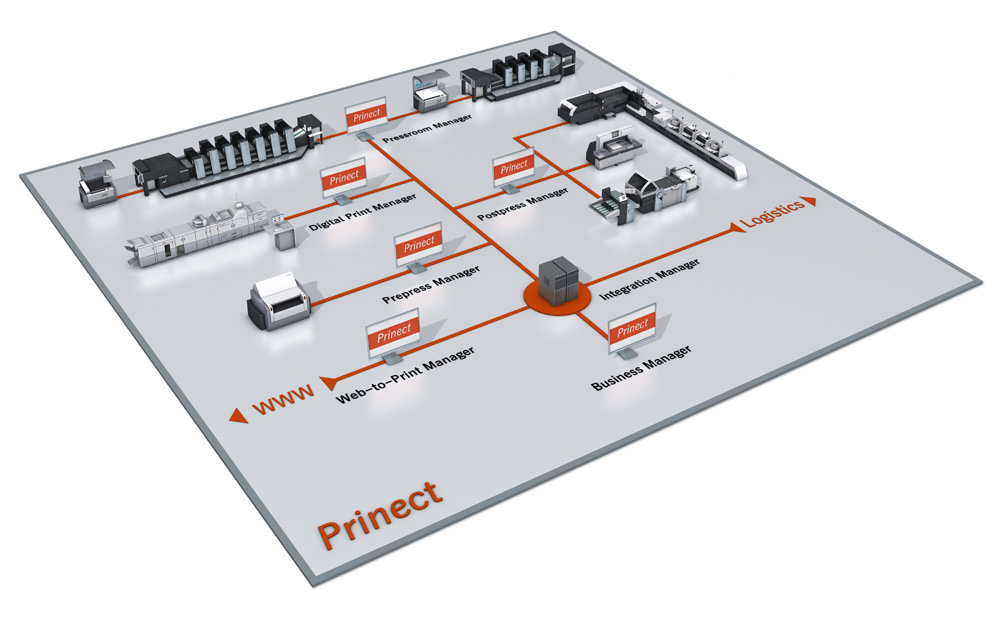 Prinect
Pressroom Manager
Prinect
Digital Print Manager
Prinect
Postpress Manager
Prinect
Prepress Manager
Logistics
Integration Manager
Prinect
Web-to-Print Manager
Prinect
Business Manager
WWW
Prinect